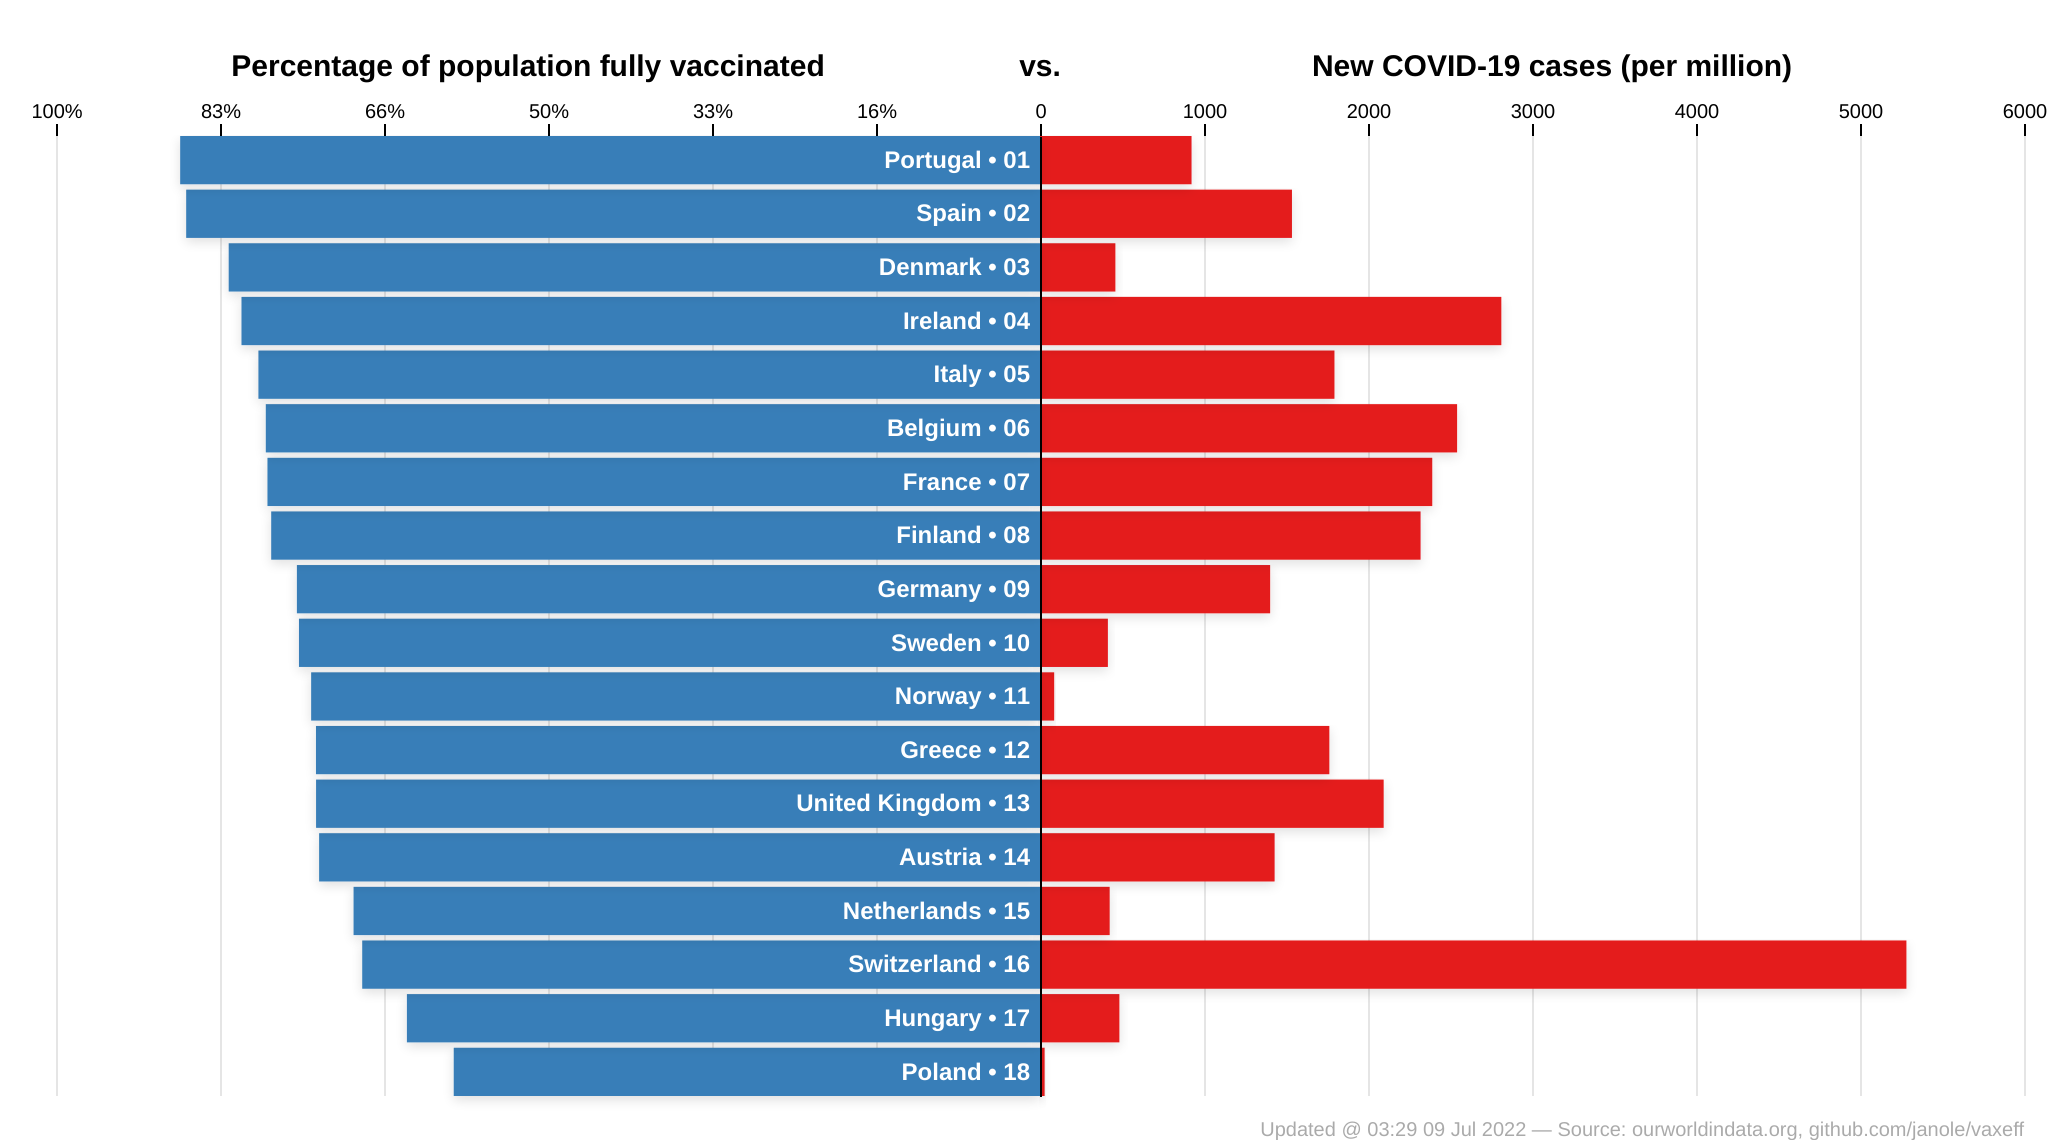 Percentage of population fully vaccinated vs. New COVID-19 cases (per million)
100% 83% 66% 50% 33% 16% 0 1000 2000 3000 4000 5000 6000
Portugal • 01
Spain • 02
Denmark • 03
Ireland • 04
Italy • 05
Belgium • 06
France • 07
Finland • 08
Germany • 09
Sweden • 10
Norway • 11
Greece • 12
United Kingdom • 13
Austria • 14
Netherlands • 15
Switzerland • 16
Hungary • 17
Poland • 18
Updated @ 03:29 09 Jul 2022 — Source: ourworldindata.org, github.com/janole/vaxeff